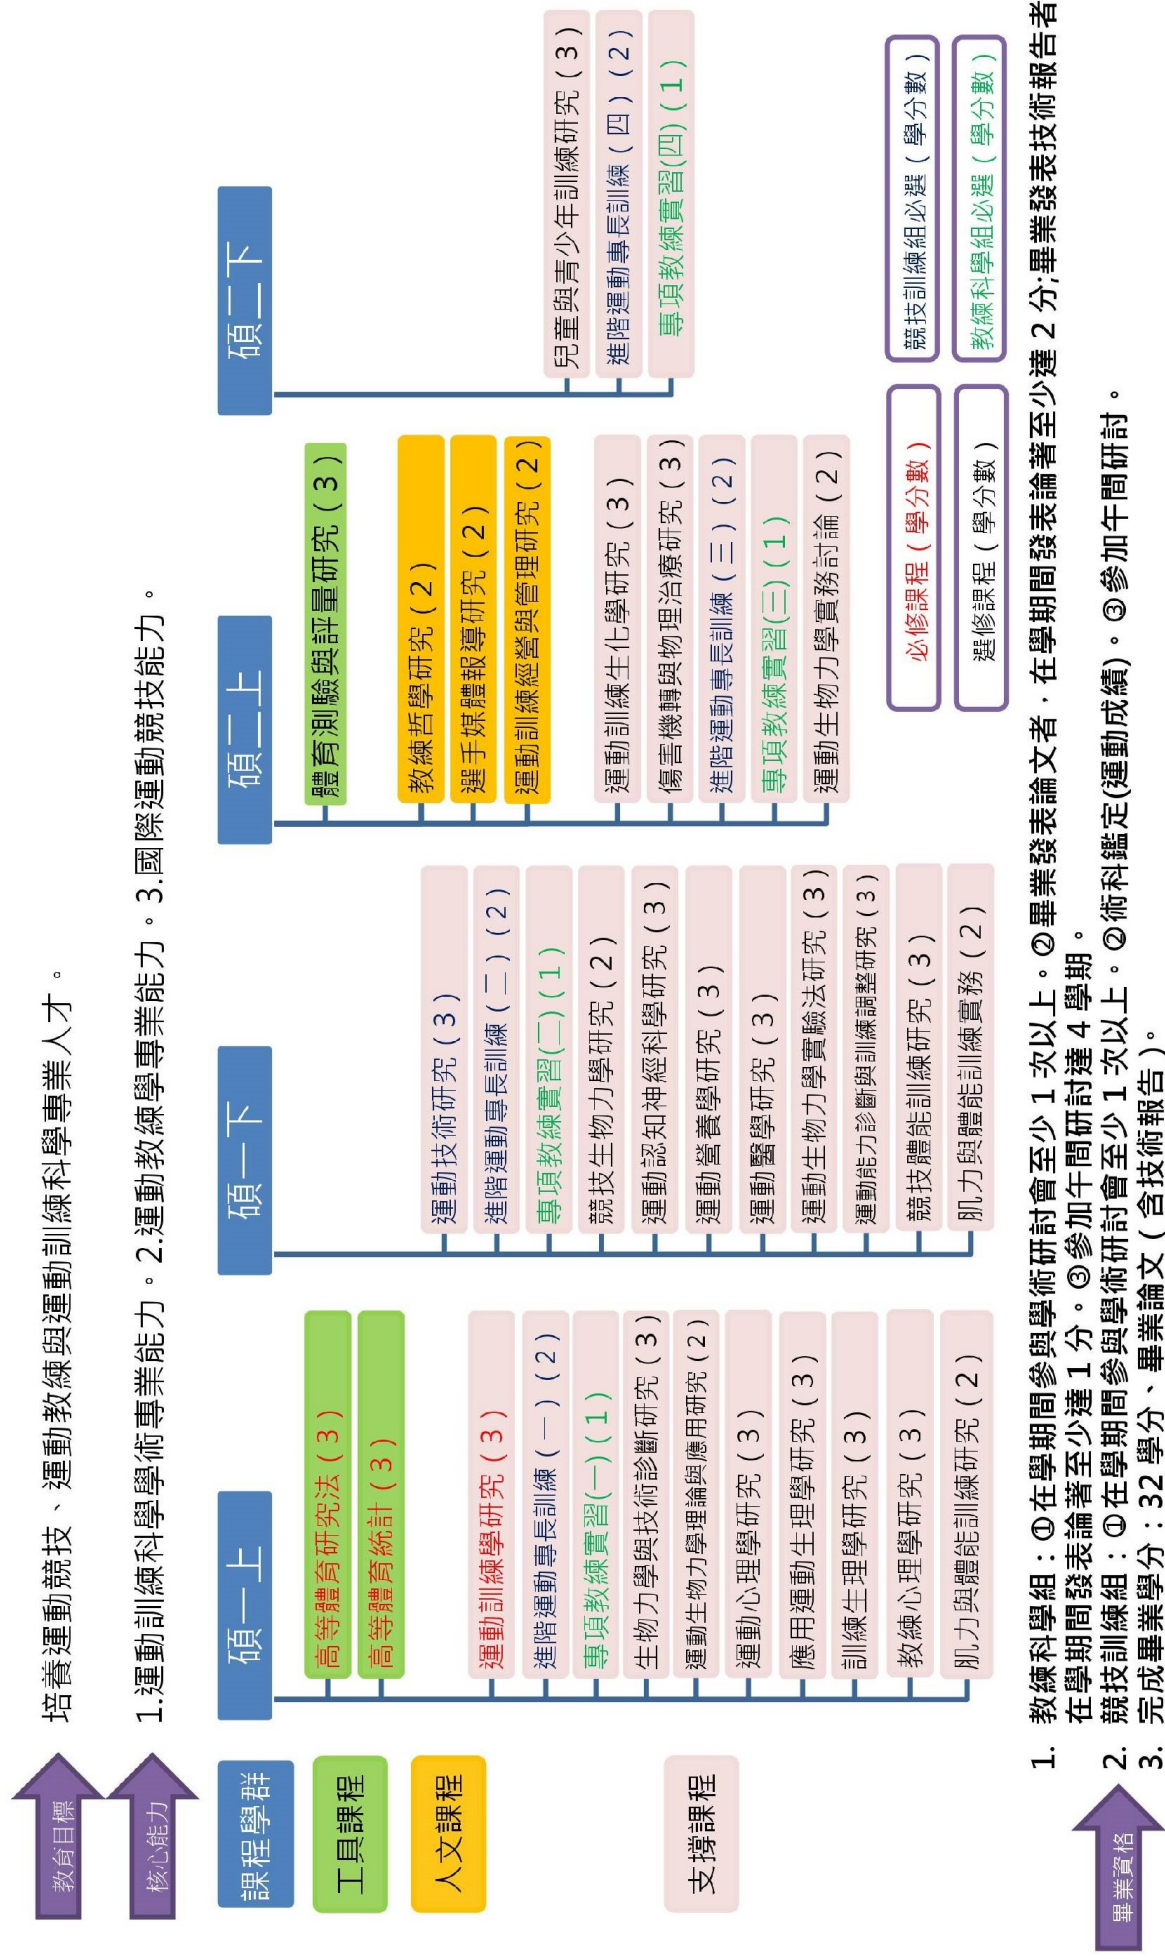 教育目標
培養運動競技、運動教練與運動訓練科學專業人才。
核心能力
1.運動訓練科學學術專業能力。2.運動教練學專業能力。3.國際運動競技能力。
課程學群
碩一上
碩一下
碩二上
碩二下
工具課程
人文課程
支撐課程
高等體育研究法(3)
高等體育統計(3)
運動訓練學研究(3)
進階運動專長訓練(一)(2)
專項教練實習(一)(1)
生物力學與技術診斷研究(3)
運動生物力學理論與應用研究(2)
運動心理學研究(3)
應用運動生理學研究(3)
訓練生理學研究(3)
教練心理學研究(3)
肌力與體能訓練研究(2)
運動技術研究(3)
進階運動專長訓練(二)(2)
專項教練實習(二)(1)
競技生物力學研究(2)
運動認知神經科學研究(3)
運動營養學研究(3)
運動醫學研究(3)
運動生物力學實驗法研究(3)
運動能力診斷與訓練調整研究(3)
競技體能訓練研究(3)
肌力與體能訓練實務(2)
體育測驗與評量研究(3)
教練哲學研究(2)
選手媒體報導研究(2)
運動訓練經營與管理研究(2)
運動訓練生化學研究(3)
傷害機轉與物理治療研究(3)
進階運動專長訓練(三)(2)
專項教練實習(三)(1)
運動生物力學實務討論(2)
兒童與青少年訓練研究(3)
進階運動專長訓練(四)(2)
專項教練實習(四)(1)
必修課程(學分數)
競技訓練組必選(學分數)
選修課程(學分數)
教練科學組必選(學分數)
畢業資格
1. 教練科學組:①在學期間參與學術研討會至少 1 次以上。②畢業發表論文者,在學期間發表論著至少達 2 分;畢業發表技術報告者
在學期間發表論著至少達 1 分。③參加午間研討達 4 學期。
2. 競技訓練組:①在學期間參與學術研討會至少 1 次以上。②術科鑑定(運動成績)。③參加午間研討。
3. 完成畢業學分:32 學分、畢業論文(含技術報告)。